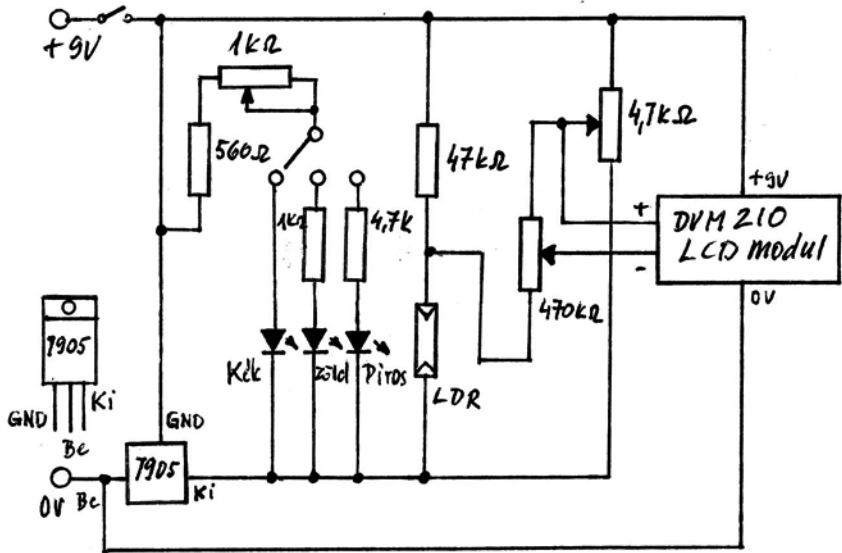 +9V
1kΩ
560Ω
1kΩ
4,7k
47kΩ
4,7kΩ
470kΩ
+9V
+
DVM 210
LCD modul
-
0V
7905
GND
Be
Ki
Kék
zöld
Piros
LDR
GND
7905
0V
Be
Ki